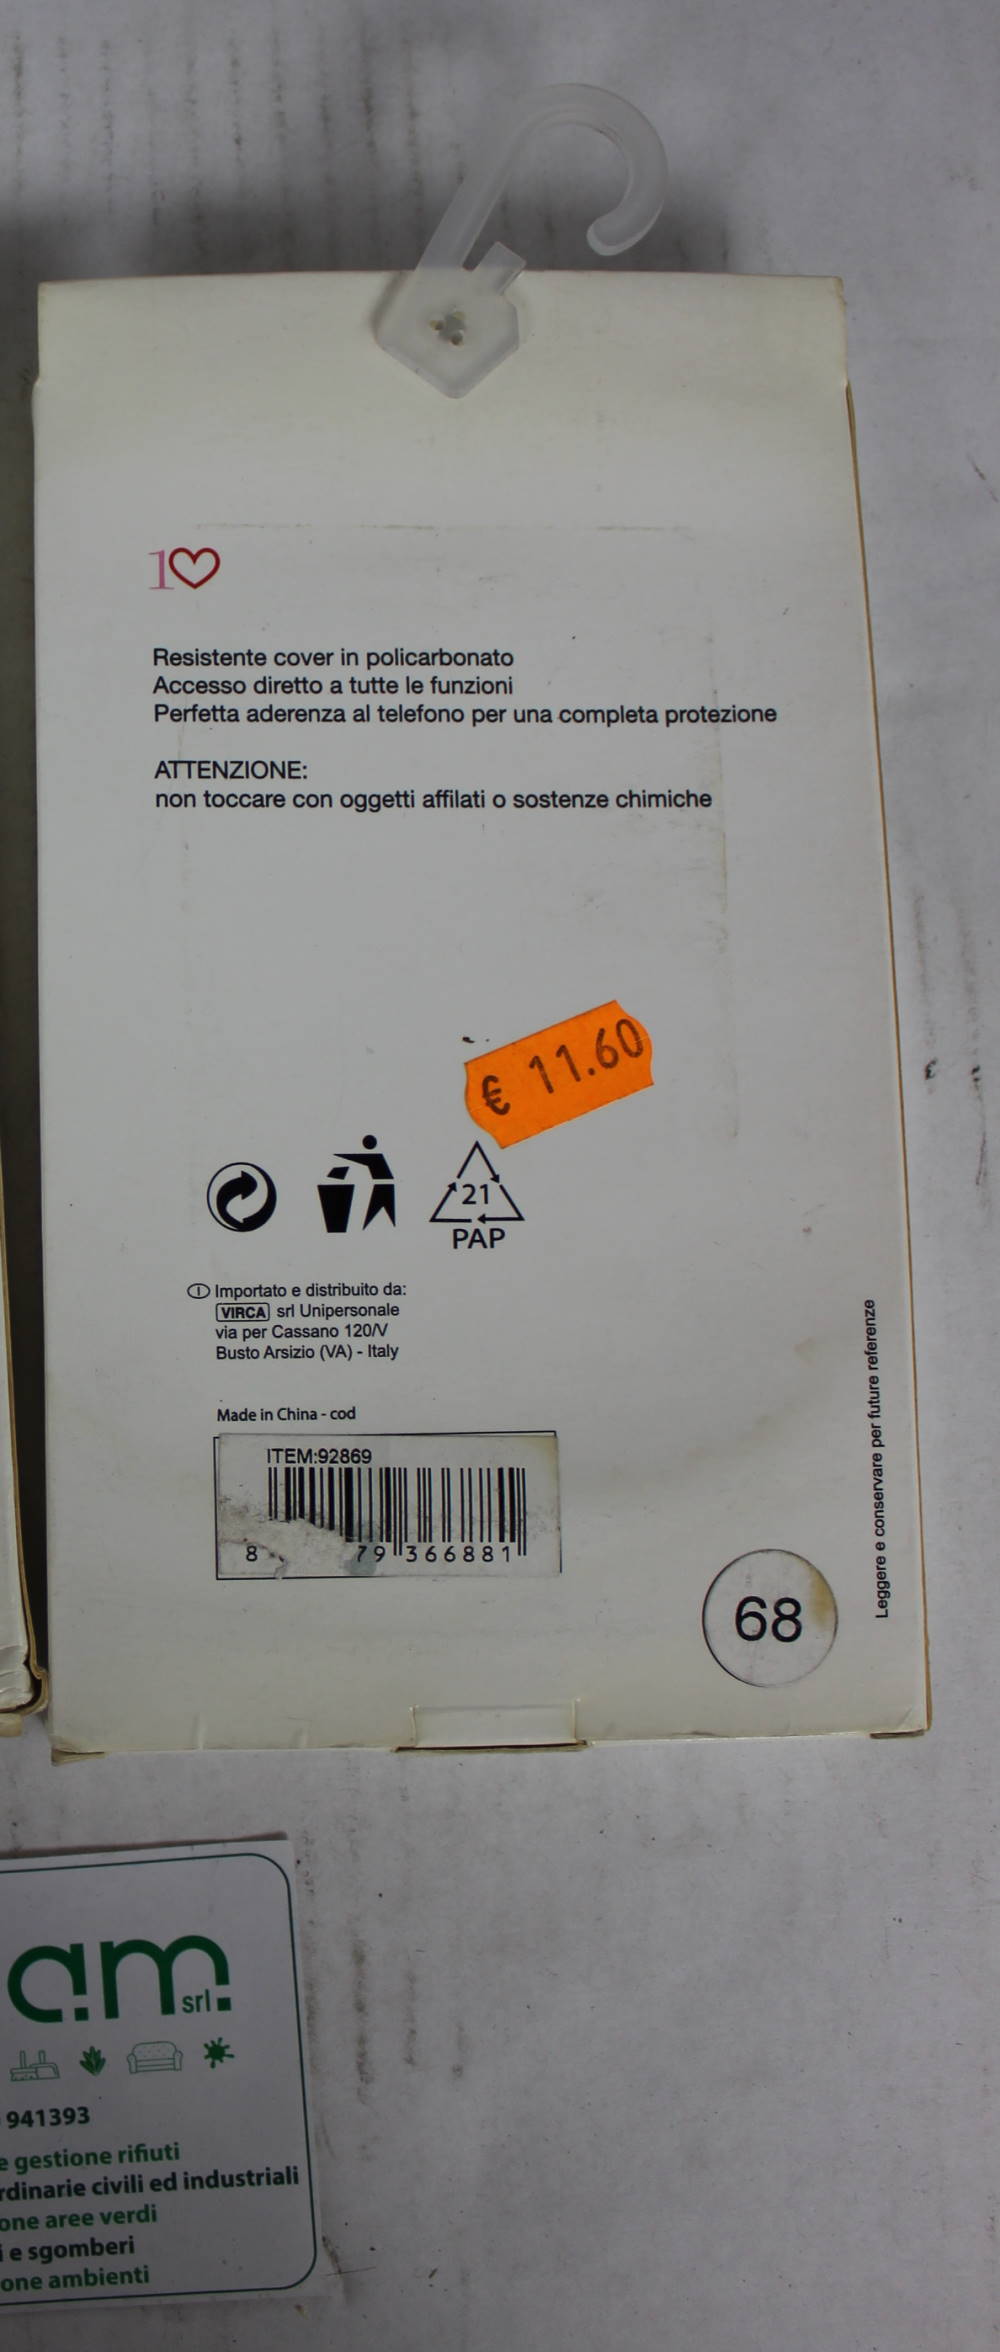 1
Resistente cover in policarbonato
Accesso diretto a tutte le funzioni
Perfetta aderenza al telefono per una completa protezione
ATTENZIONE:
non toccare con oggetti affilati o sostenze chimiche
€ 11.60
21
PAP
I Importato e distribuito da:
VIRCA srl Unipersonale
via per Cassano 120/V
Busto Arsizio (VA) - Italy
Made in China - cod
ITEM:92869
8 79 366881
68
Leggere e conservare per future referenze
am srl
941393
e gestione rifiuti
rdinarie civili ed industriali
one aree verdi
i e sgomberi
one ambienti